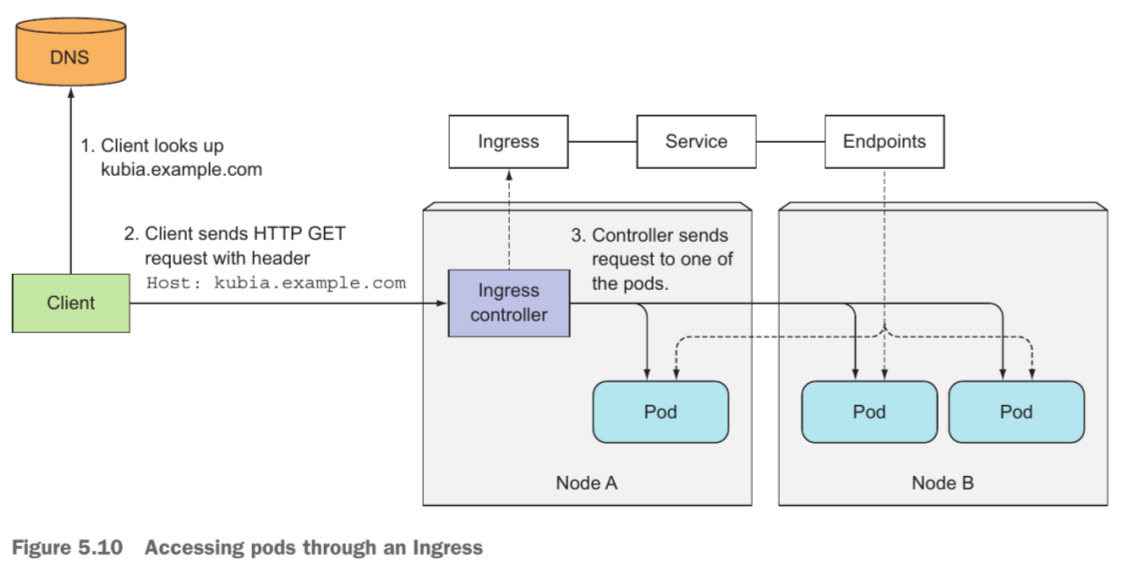 DNS
1. Client looks up
kubia.example.com
Ingress
Service
Endpoints
2. Client sends HTTP GET
request with header
Host: kubia.example.com
3. Controller sends
request to one of
the pods.
Client
Ingress
controller
Pod
Pod
Pod
Node A
Node B
Figure 5.10 Accessing pods through an Ingress